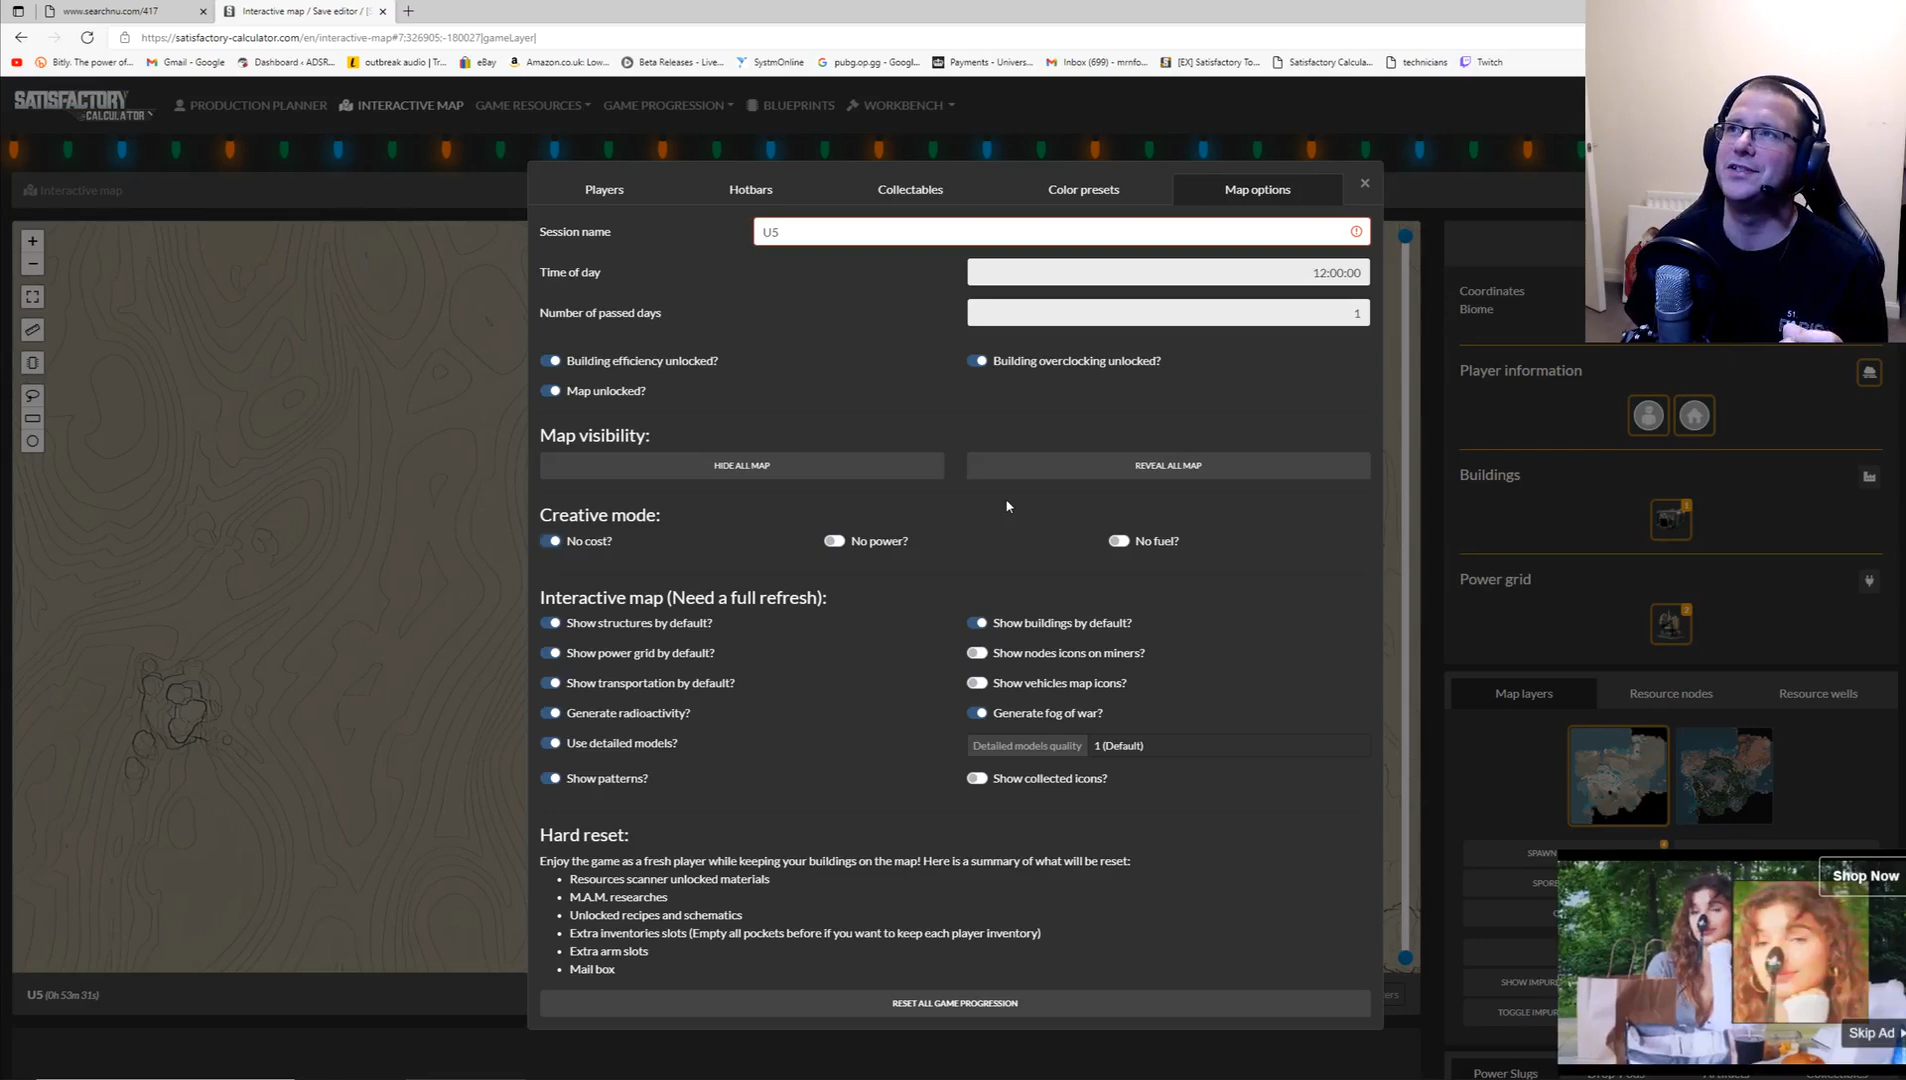 www.searchnu.com/417
Interactive map / Save editor / [S
https://satisfactory-calculator.com/en/interactive-map#7;326905;-180027|gameLayer|
Bitly. The power of...
Gmail - Google
Dashboard ‹ ADSR...
outbreak audio | Tr...
eBay
Amazon.co.uk: Low...
Beta Releases - Live...
SystmOnline
pubg.op.gg - Googl...
Payments - Univers...
Inbox (699) - mrnfo...
[EX] Satisfactory To...
Satisfactory Calcula...
technicians
Twitch
SATISFACTORY
CALCULATOR
PRODUCTION PLANNER
INTERACTIVE MAP
GAME RESOURCES
GAME PROGRESSION
BLUEPRINTS
WORKBENCH
Interactive map
Players
Hotbars
Collectables
Color presets
Map options
Session name
U5
Time of day
12:00:00
Number of passed days
1
Building efficiency unlocked?
Building overclocking unlocked?
Map unlocked?
Map visibility:
HIDE ALL MAP
REVEAL ALL MAP
Creative mode:
No cost?
No power?
No fuel?
Interactive map (Need a full refresh):
Show structures by default?
Show buildings by default?
Show power grid by default?
Show nodes icons on miners?
Show transportation by default?
Show vehicles map icons?
Generate radioactivity?
Generate fog of war?
Use detailed models?
Detailed models quality
1 (Default)
Show patterns?
Show collected icons?
Hard reset:
Enjoy the game as a fresh player while keeping your buildings on the map! Here is a summary of what will be reset:
Resources scanner unlocked materials
M.A.M. researches
Unlocked recipes and schematics
Extra inventories slots (Empty all pockets before if you want to keep each player inventory)
Extra arm slots
Mail box
RESET ALL GAME PROGRESSION
U5 (0h 53m 31s)
Coordinates
Biome
Player information
Buildings
1
Power grid
2
Map layers
Resource nodes
Resource wells
SPAWN
SPORE
SHOW IMPUR
TOGGLE IMPU
Shop Now
Skip Ad
Power Slugs